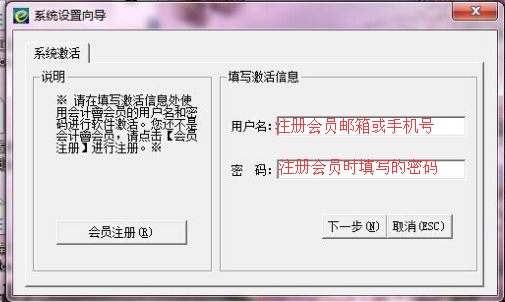 系统设置向导
系统激活
说明
※ 请在填写激活信息处使
用会计曾会员的用户名和密
码进行软件激活。您还不是
会计曾会员，请点击【会员
注册】进行注册。※
会员注册(R)
填写激活信息
用户名:注册会员邮箱或手机号
密 码:注册会员时填写的密码
下一步(N) 取消(ESC)